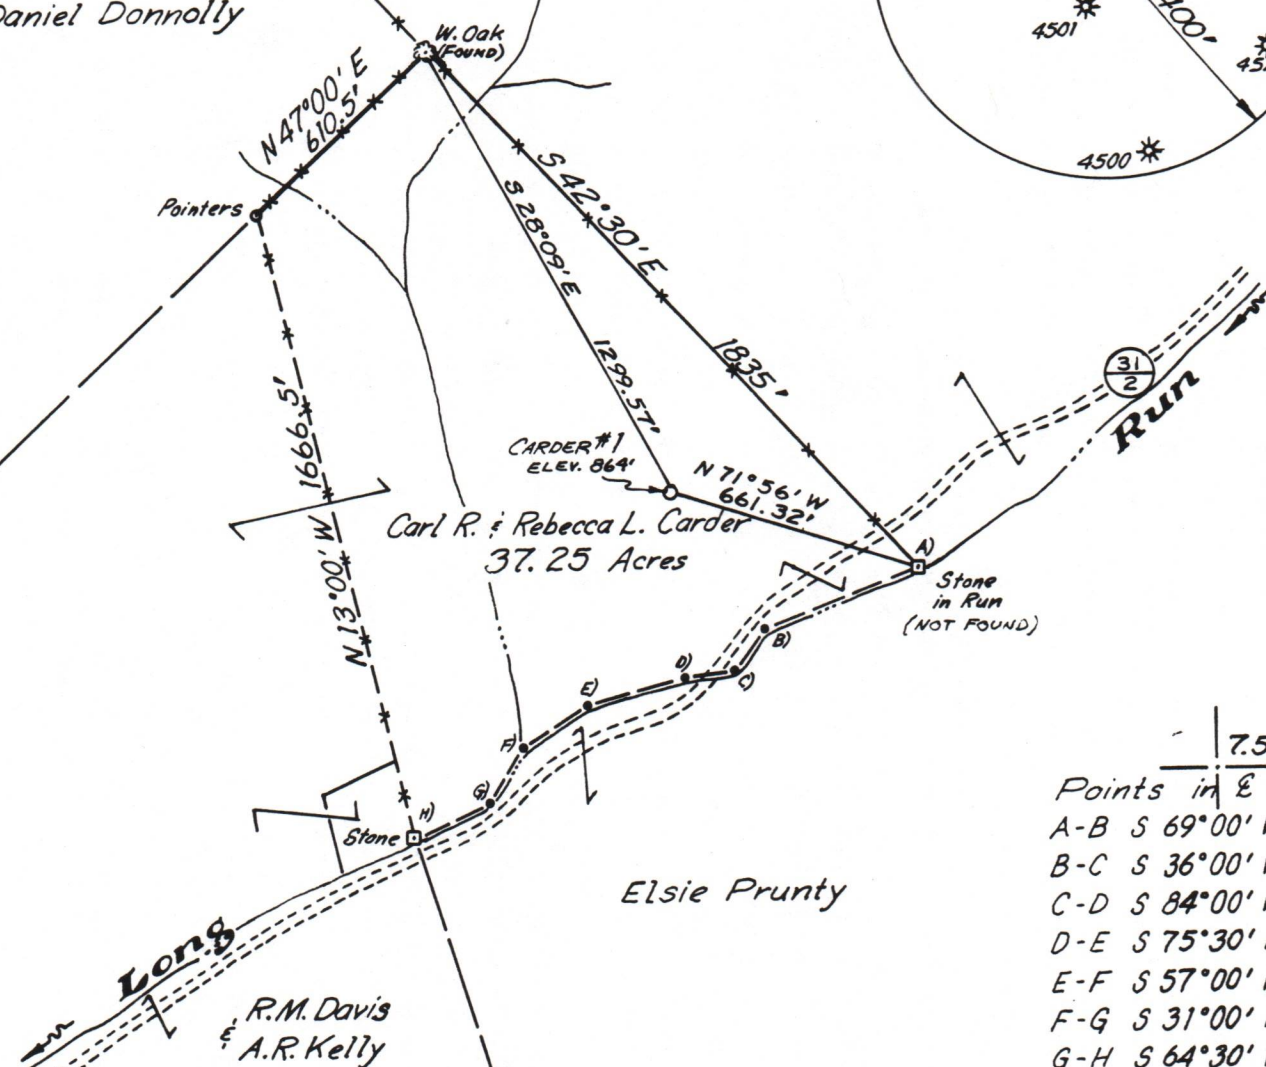 Daniel Donnolly
W. Oak
(FOUND)
N 47°00' E
610.5'
4501
400'
4500
Pointers
S 42°30' E
1835'
S 28°09' E
1299.57'
31
2
Run
1666.5'
N 13°00' W
CARDER #1
ELEV. 864'
N 71°56' W
661.32'
Carl R. & Rebecca L. Carder
37.25 Acres
A)
Stone
in Run
(NOT FOUND)
B)
C)
D)
E)
F)
G)
H)
Stone
Elsie Prunty
Long
R.M. Davis
&
A.R. Kelly
7.5
Points in ℄
A-B S 69°00'
B-C S 36°00'
C-D S 84°00'
D-E S 75°30'
E-F S 57°00'
F-G S 31°00'
G-H S 64°30'